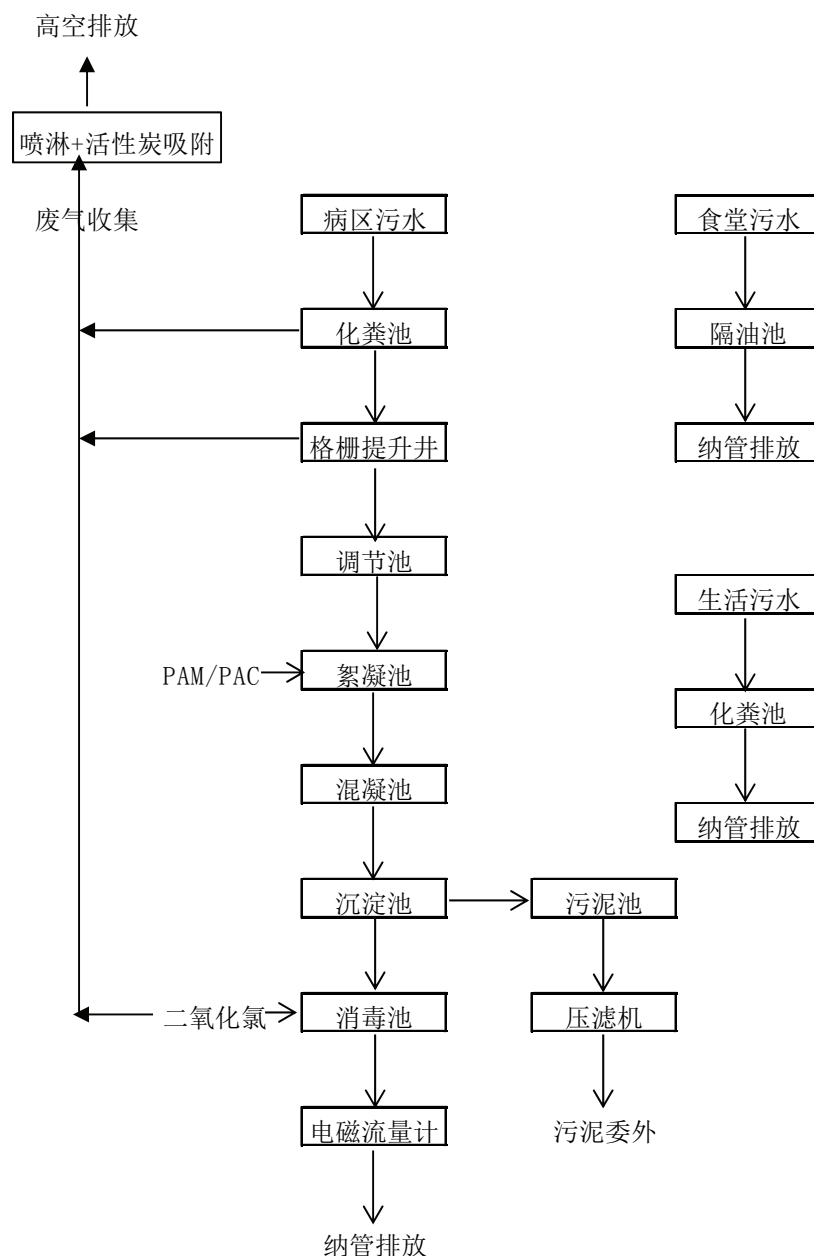 高空排放
喷淋+活性炭吸附
废气收集
病区污水
食堂污水
化粪池
隔油池
格栅提升井
纳管排放
调节池
生活污水
PAM/PAC
絮凝池
化粪池
混凝池
纳管排放
沉淀池
污泥池
二氧化氯
消毒池
压滤机
电磁流量计
污泥委外
纳管排放